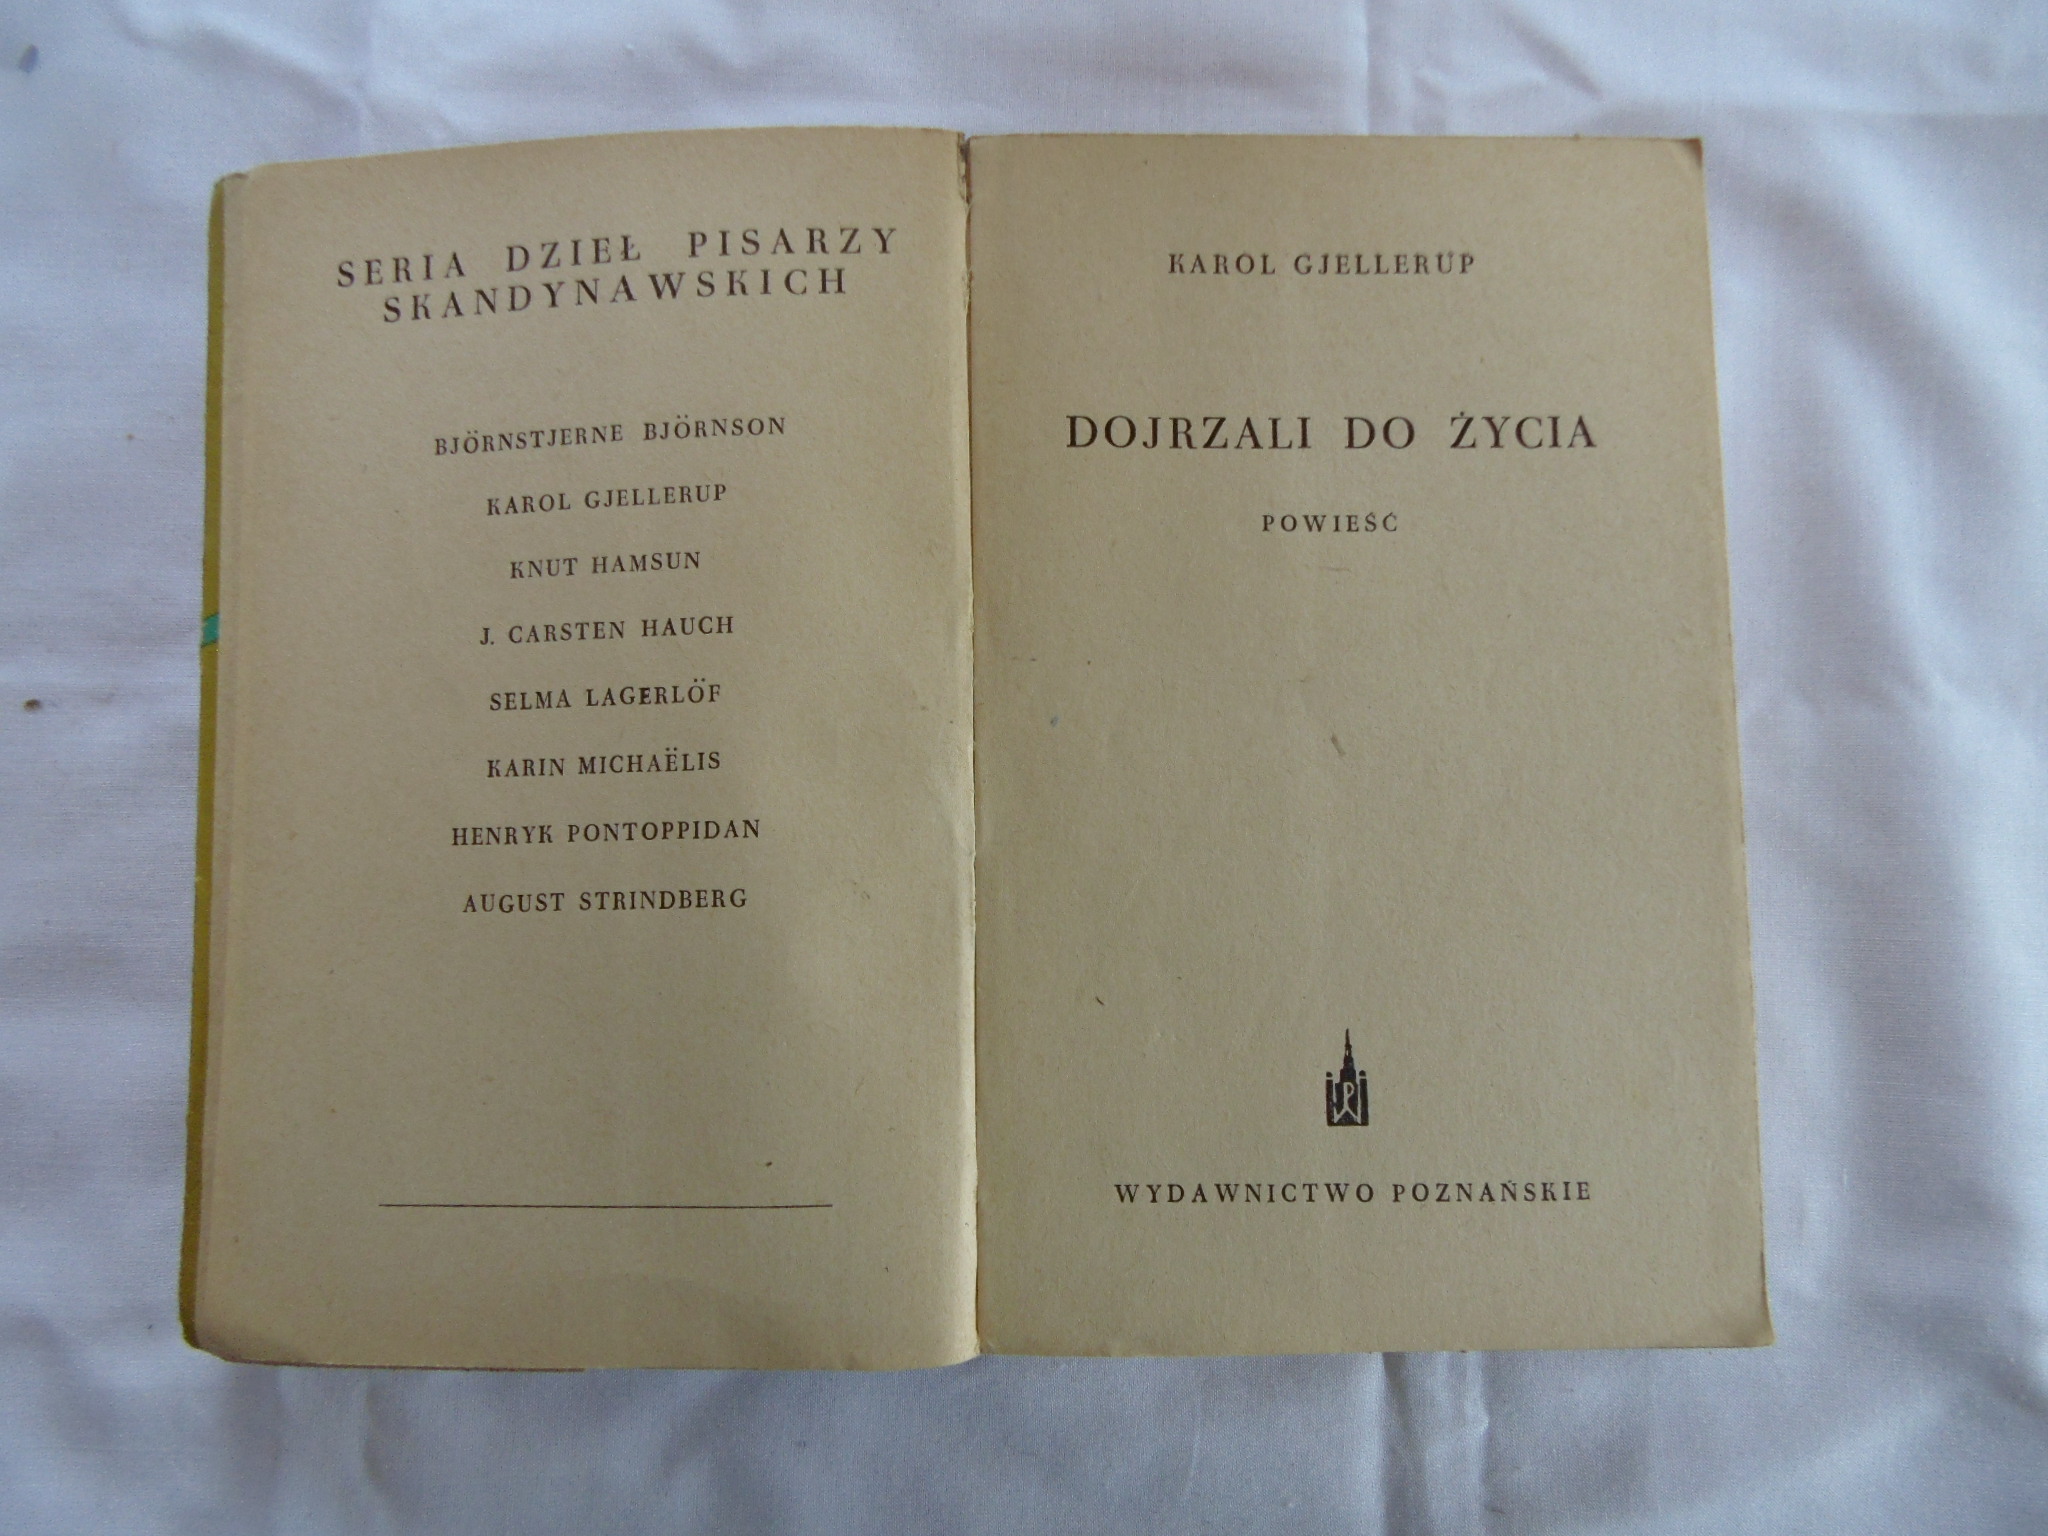 SERIA DZIEŁ PISARZY
SKANDYNAWSKICH
BJÖRNSTJERNE BJÖRNSON
KAROL GJELLERUP
KNUT HAMSUN
J. CARSTEN HAUCH
SELMA LAGERLÖF
KARIN MICHAËLIS
HENRYK PONTOPPIDAN
AUGUST STRINDBERG
KAROL GJELLERUP
DOJRZALI DO ŻYCIA
POWIEŚĆ
WYDAWNICTWO POZNAŃSKIE